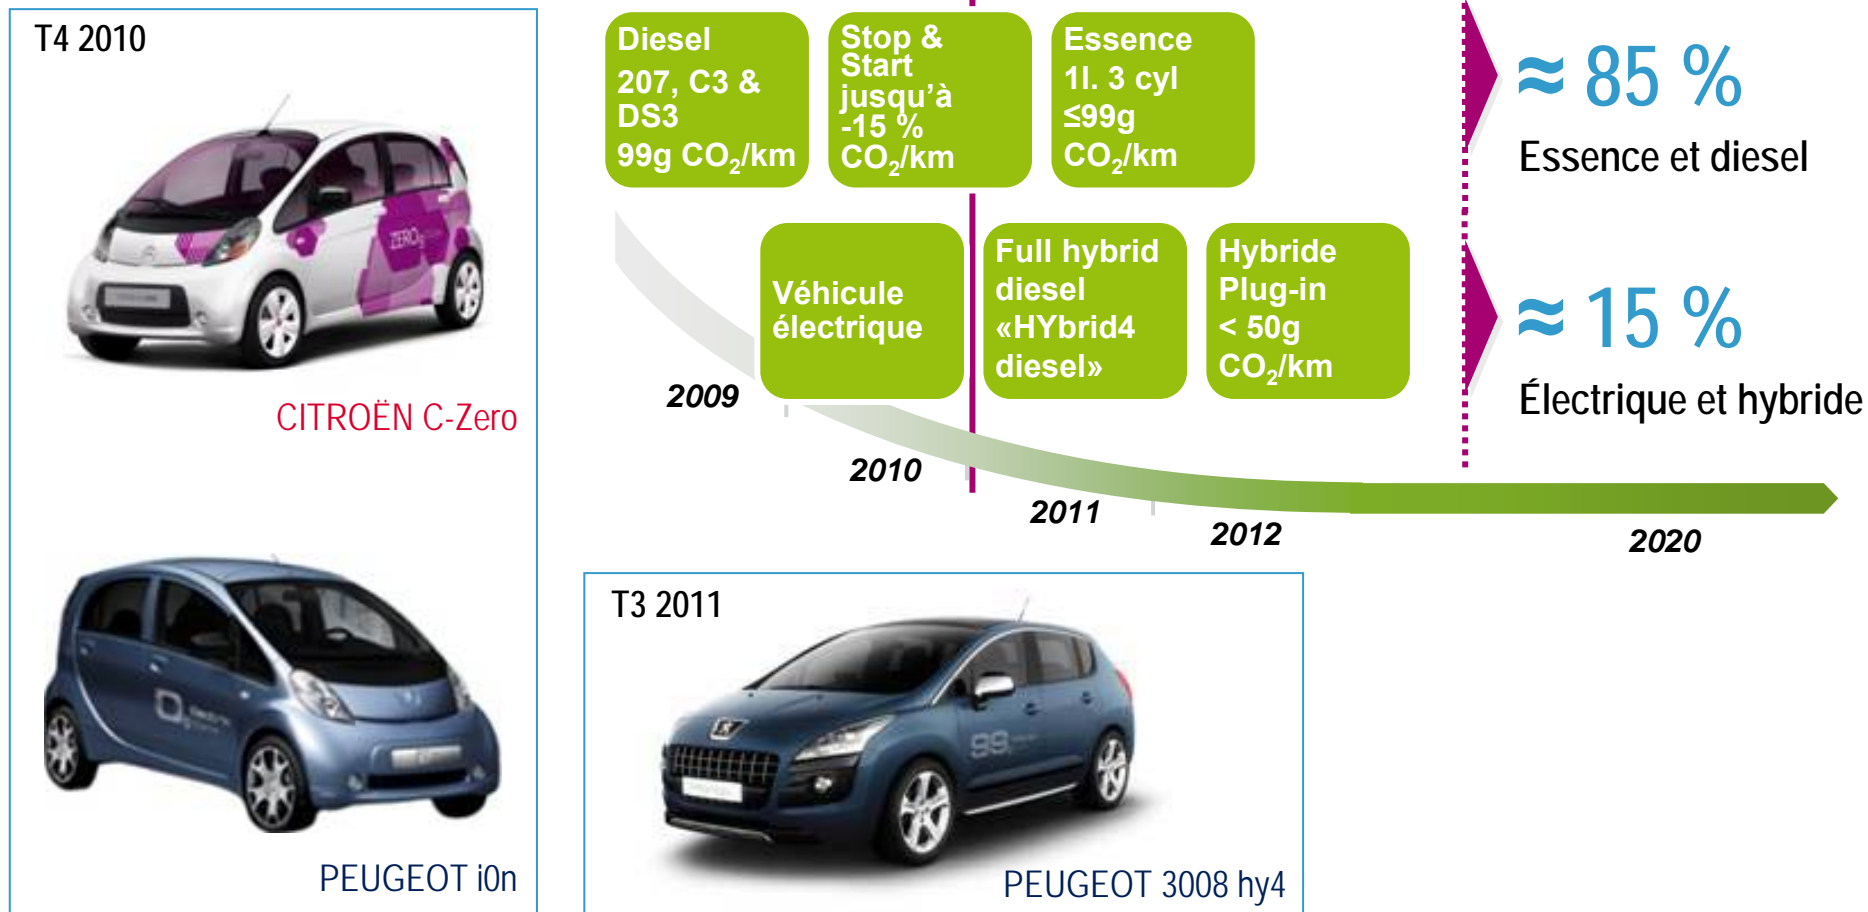 T4 2010
CITROËN C-Zero
PEUGEOT i0n
Diesel
207, C3 &
DS3
99g CO₂/km
Stop &
Start
jusqu’à
-15 %
CO₂/km
Essence
1l. 3 cyl
≤99g
CO₂/km
≈ 85 %
Essence et diesel
Véhicule
électrique
Full hybrid
diesel
«HYbrid4
diesel»
Hybride
Plug-in
< 50g
CO₂/km
≈ 15 %
Électrique et hybride
2009
2010
2011
2012
2020
T3 2011
99
PEUGEOT 3008 hy4
ZERO